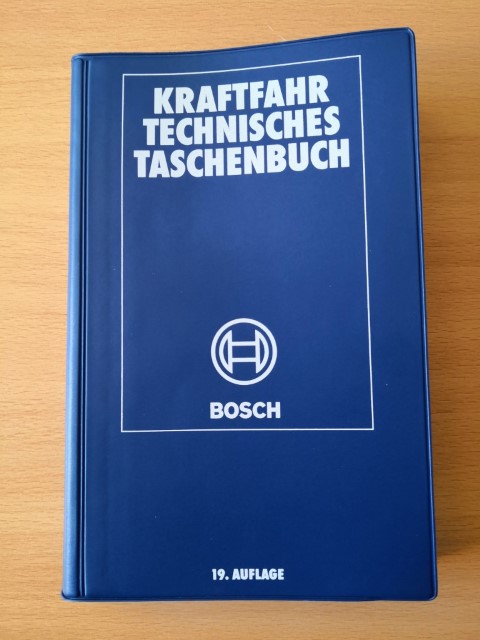 KRAFTFAHR
TECHNISCHES
TASCHENBUCH
BOSCH
19. AUFLAGE